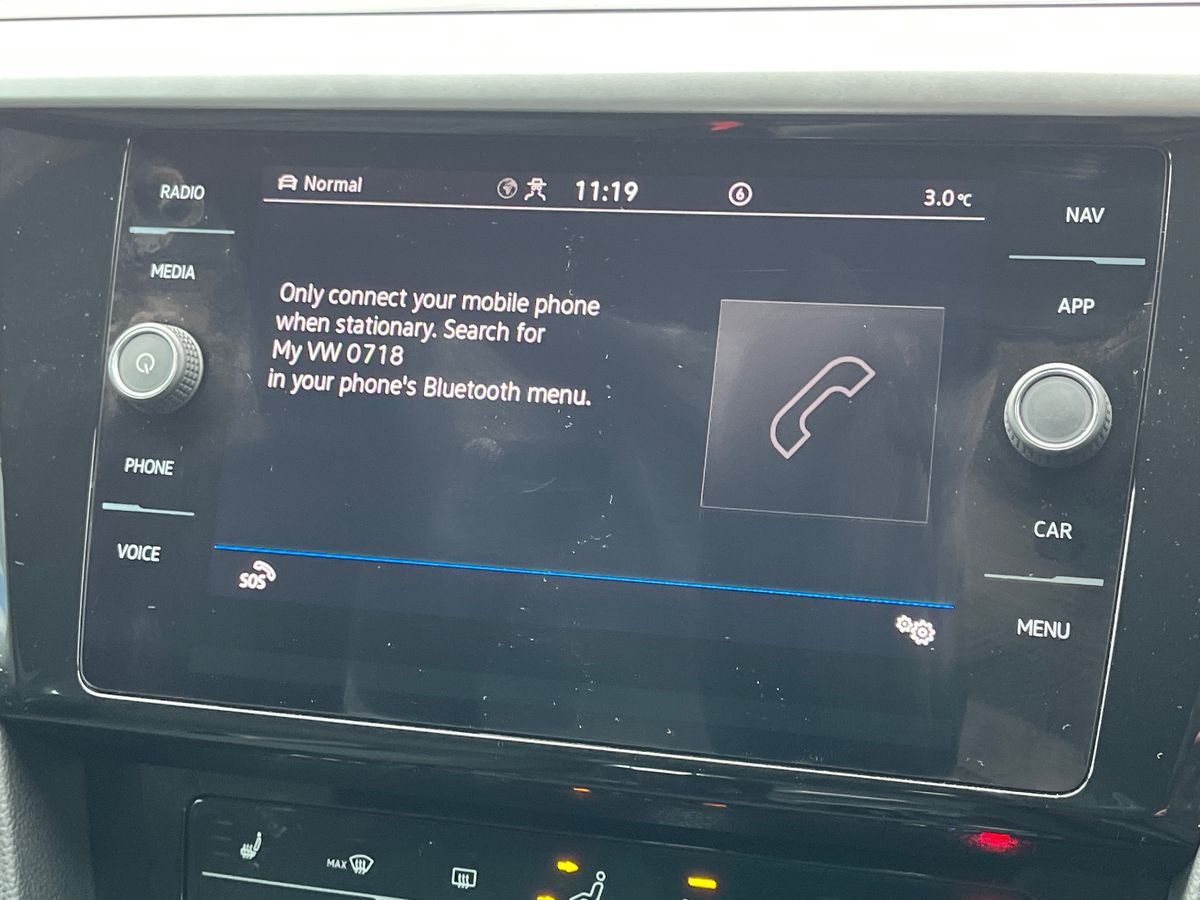 Normal
11:19
6
3.0°C
RADIO
MEDIA
PHONE
VOICE
Only connect your mobile phone
when stationary. Search for
My VW 0718
in your phone's Bluetooth menu.
SOS
NAV
APP
CAR
MENU
MAX